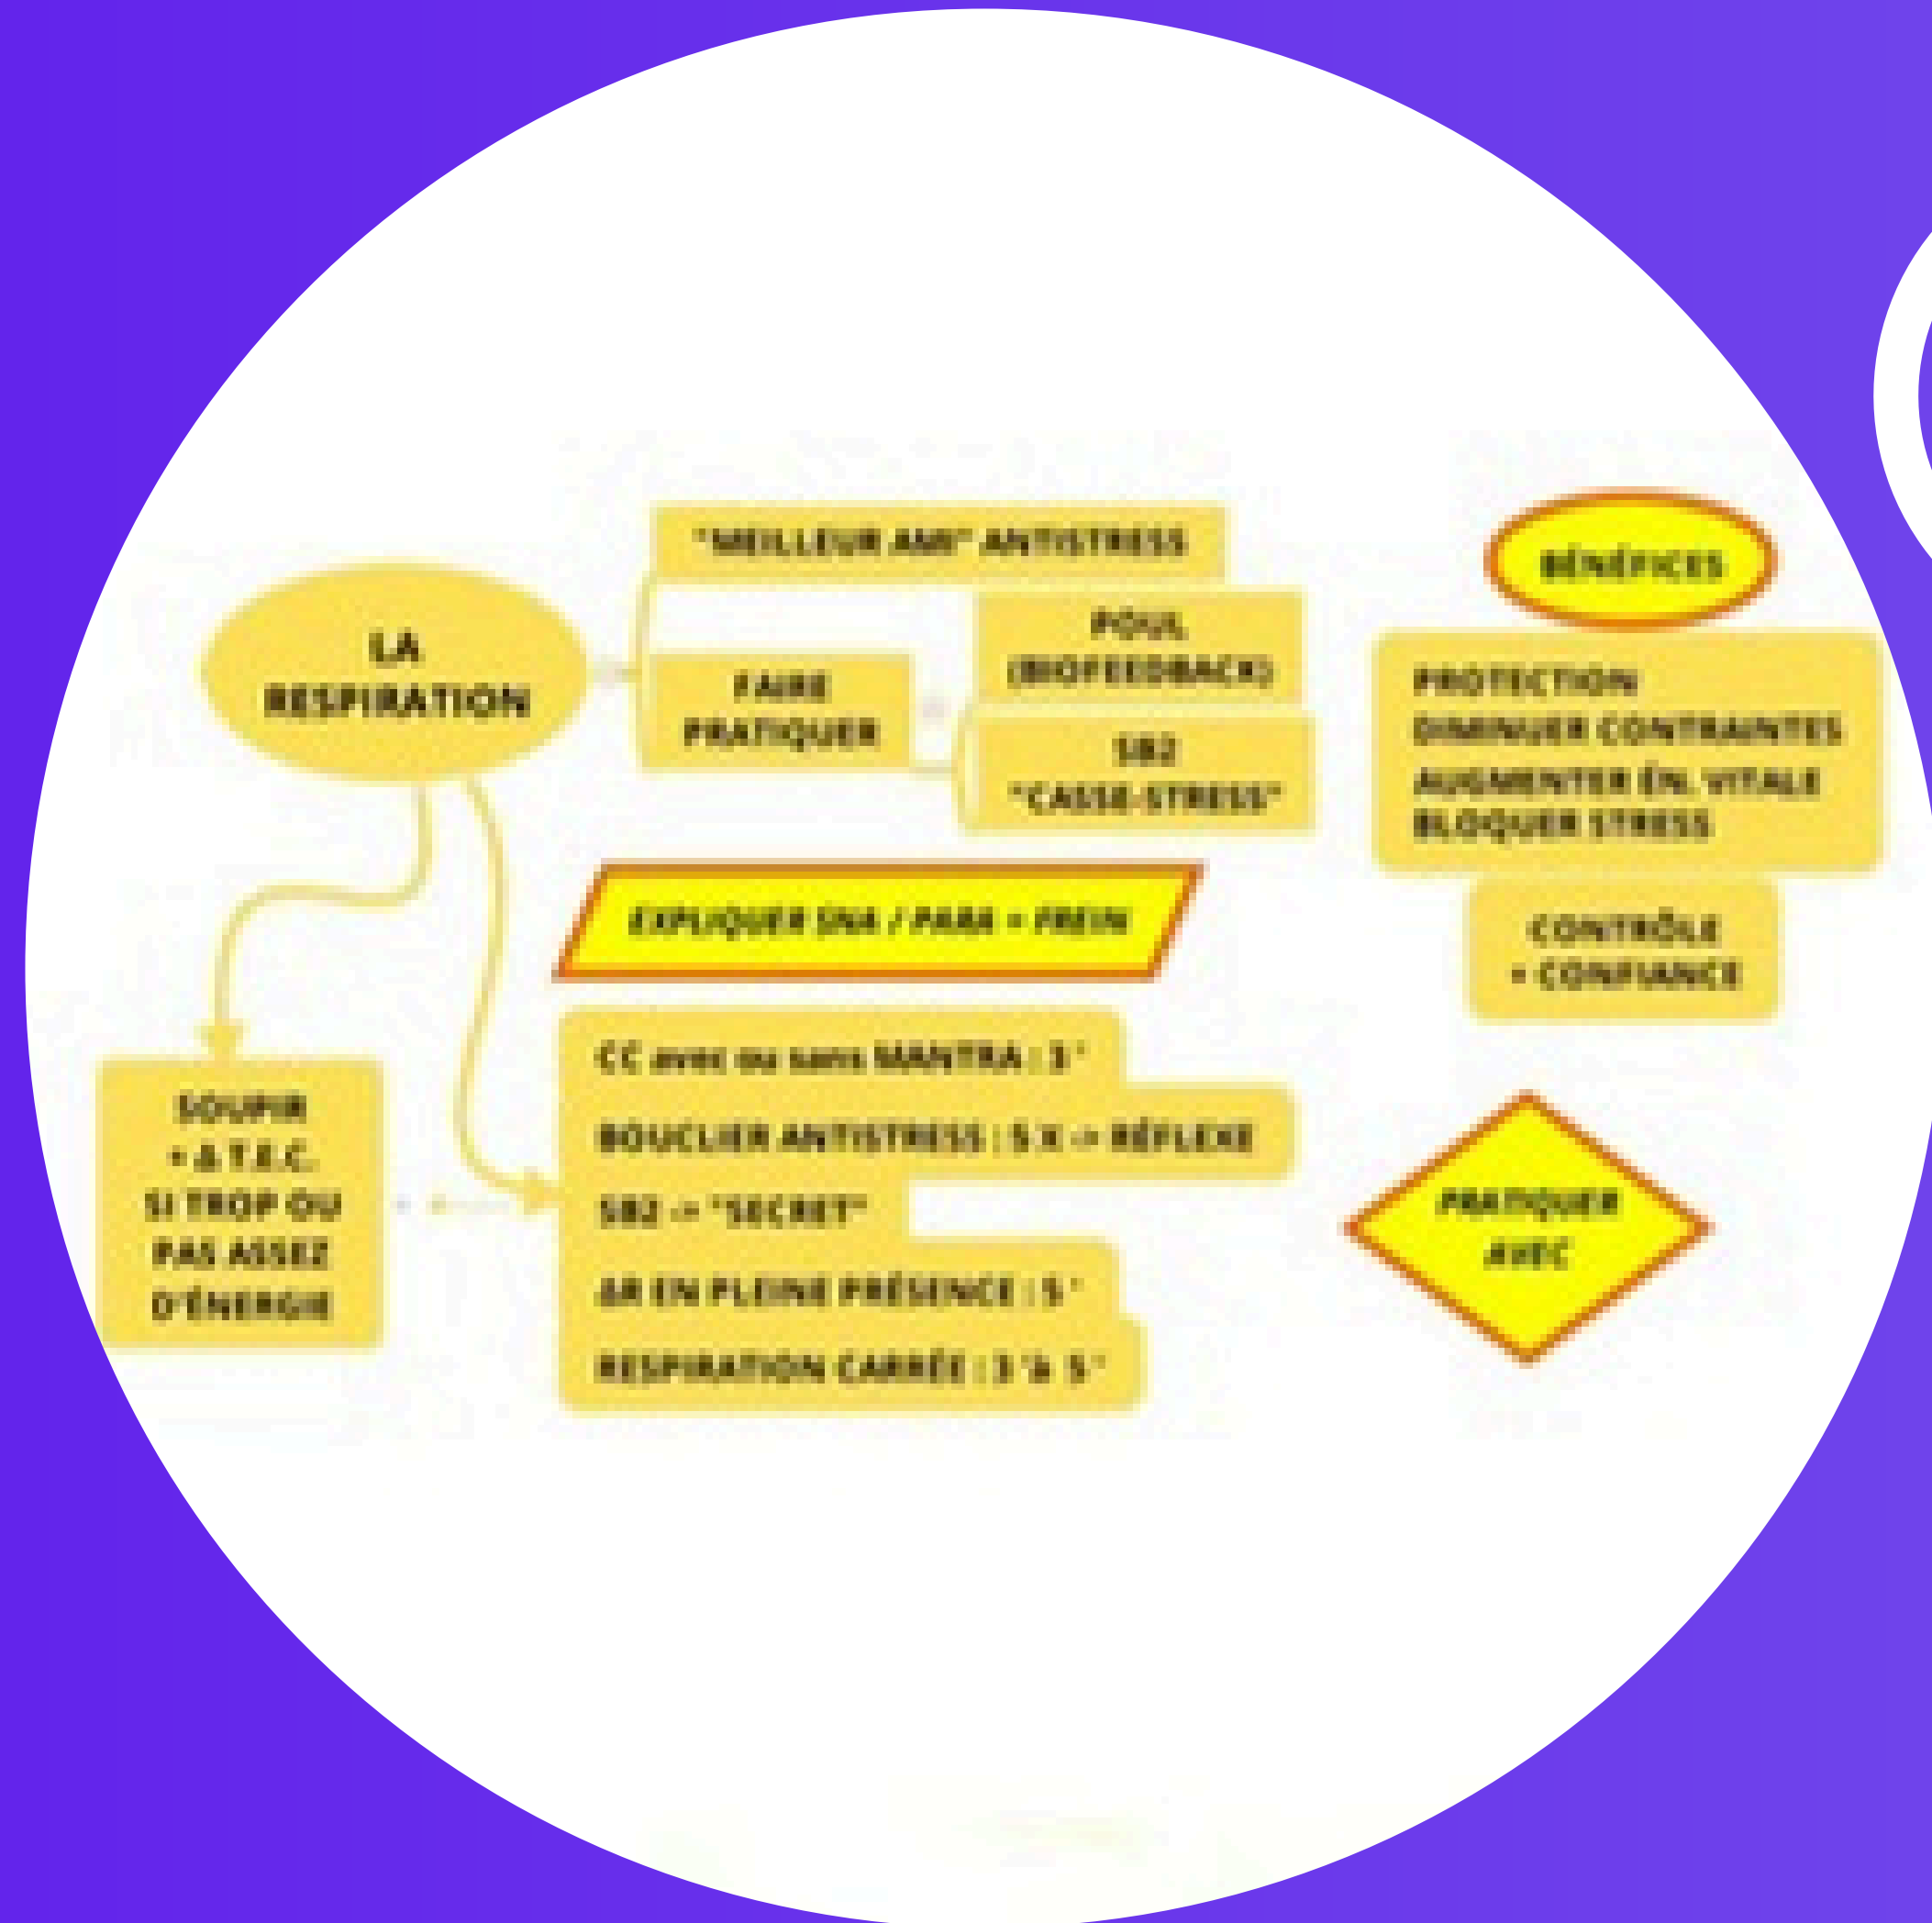 LA
RESPIRATION
"MEILLEUR AMI" ANTISTRESS
FAIRE
PRATIQUER
POUL
(BIOFEEDBACK)
SB2
"CASSE-STRESS"
EXPLIQUER SNA / PARA = FREIN
SOUPIR
= Δ T.E.C.
SI TROP OU
PAS ASSEZ
D'ÉNERGIE
CC avec ou sans MANTRA : 3'
BOUCLIER ANTISTRESS : 5 X -> RÉFLEXE
SB2 -> "SECRET"
ΔR EN PLEINE PRÉSENCE : 5'
RESPIRATION CARRÉE : 3 'à 5'
BÉNÉFICES
PROTECTION
DIMINUER CONTRAINTES
AUGMENTER ÉN. VITALE
BLOQUER STRESS
CONTRÔLE
= CONFIANCE
PRATIQUER
AVEC